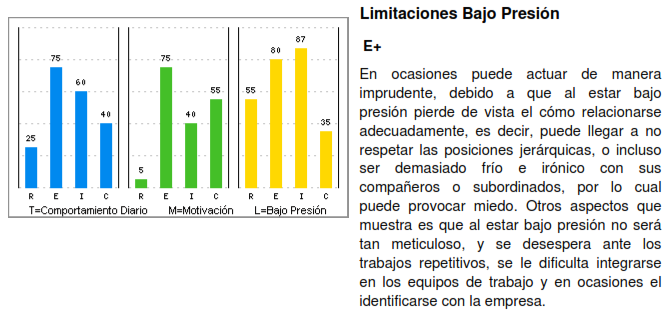 75
60
40
25
75
55
40
5
87
80
55
35
R E I C
R E I C
R E I C
T=Comportamiento Diario M=Motivación L=Bajo Presión
Limitaciones Bajo Presión
E+
En ocasiones puede actuar de manera
imprudente, debido a que al estar bajo
presión pierde de vista el cómo relacionarse
adecuadamente, es decir, puede llegar a no
respetar las posiciones jerárquicas, o incluso
ser demasiado frío e irónico con sus
compañeros o subordinados, por lo cual
puede provocar miedo. Otros aspectos que
muestra es que al estar bajo presión no será
tan meticuloso, y se desespera ante los
trabajos repetitivos, se le dificulta integrarse
en los equipos de trabajo y en ocasiones el
identificarse con la empresa.